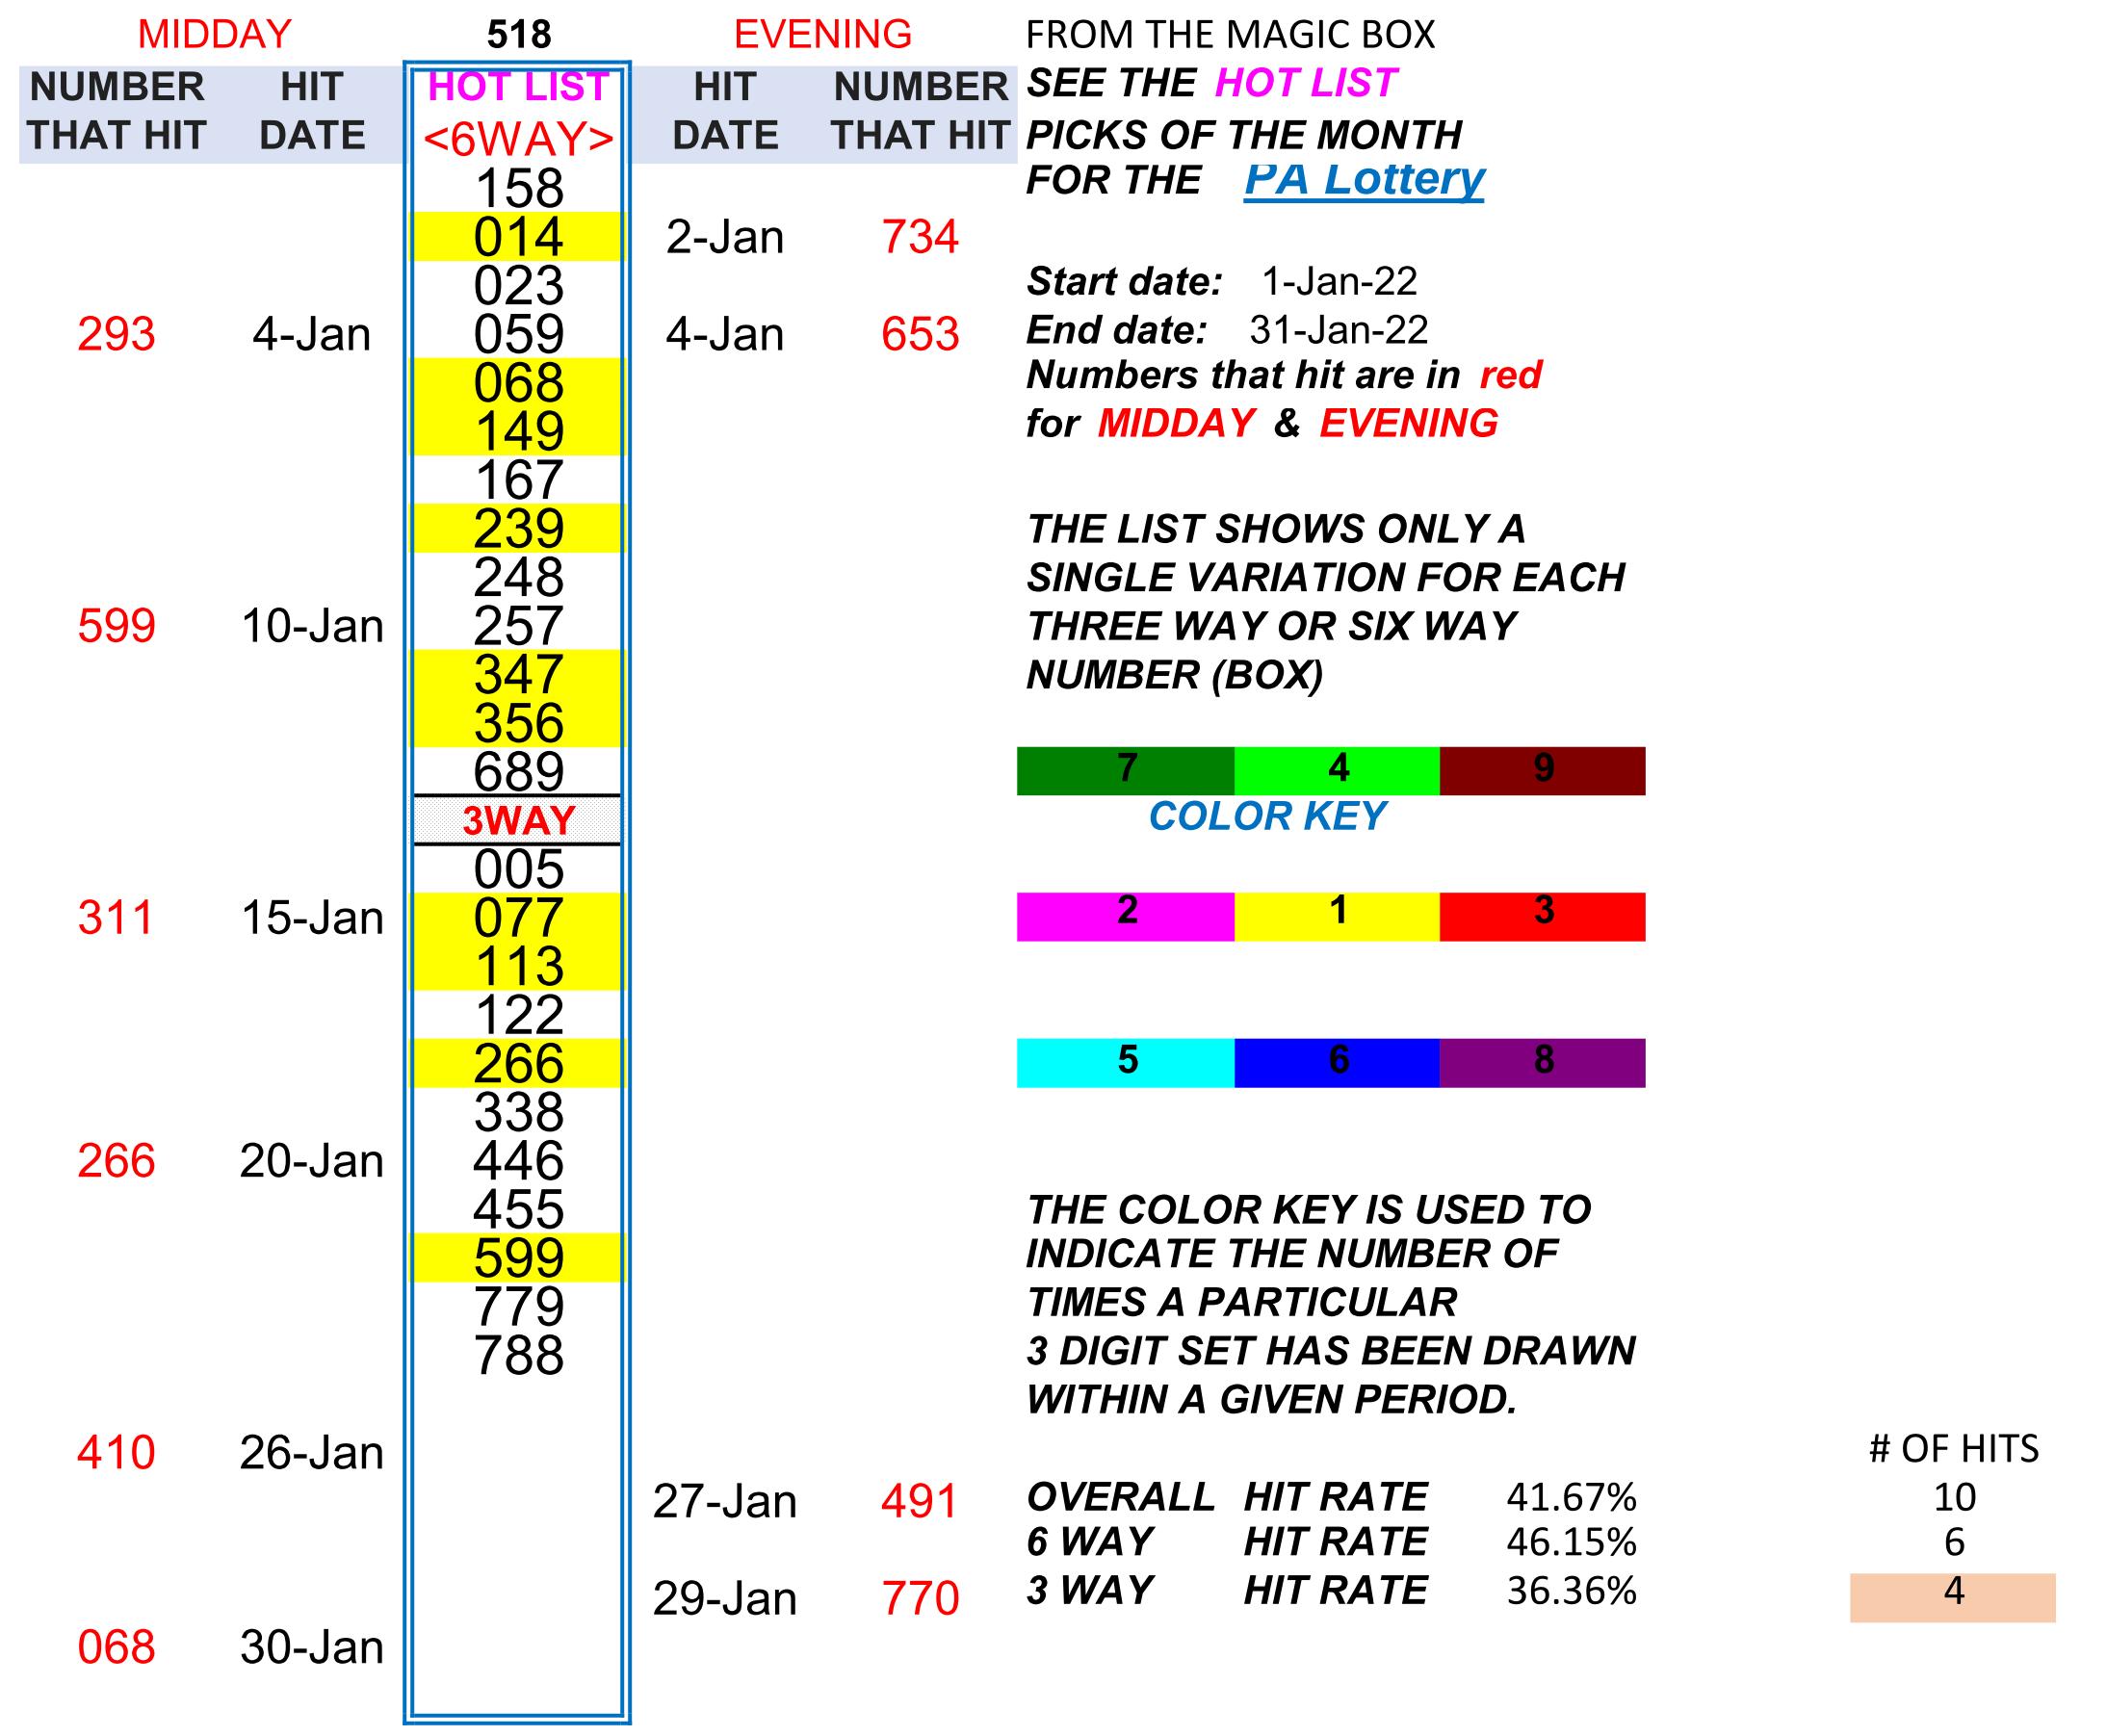 MIDDAY 518 EVENING FROM THE MAGIC BOX
NUMBER HIT HOT LIST HIT NUMBER SEE THE HOT LIST
THAT HIT DATE <6WAY> DATE THAT HIT PICKS OF THE MONTH
158 FOR THE PA Lottery
014 2-Jan 734
023 Start date: 1-Jan-22
293 4-Jan 059 4-Jan 653 End date: 31-Jan-22
068 Numbers that hit are in red
149 for MIDDAY & EVENING
167
239 THE LIST SHOWS ONLY A
248 SINGLE VARIATION FOR EACH
599 10-Jan 257 THREE WAY OR SIX WAY
347 NUMBER (BOX)
356
689 7 4 9
3WAY COLOR KEY
005
311 15-Jan 077 2 1 3
113
122
266 5 6 8
338
266 20-Jan 446
455 THE COLOR KEY IS USED TO
599 INDICATE THE NUMBER OF
779 TIMES A PARTICULAR
788 3 DIGIT SET HAS BEEN DRAWN
WITHIN A GIVEN PERIOD.
410 26-Jan # OF HITS
27-Jan 491 OVERALL HIT RATE 41.67% 10
6 WAY HIT RATE 46.15% 6
29-Jan 770 3 WAY HIT RATE 36.36% 4
068 30-Jan